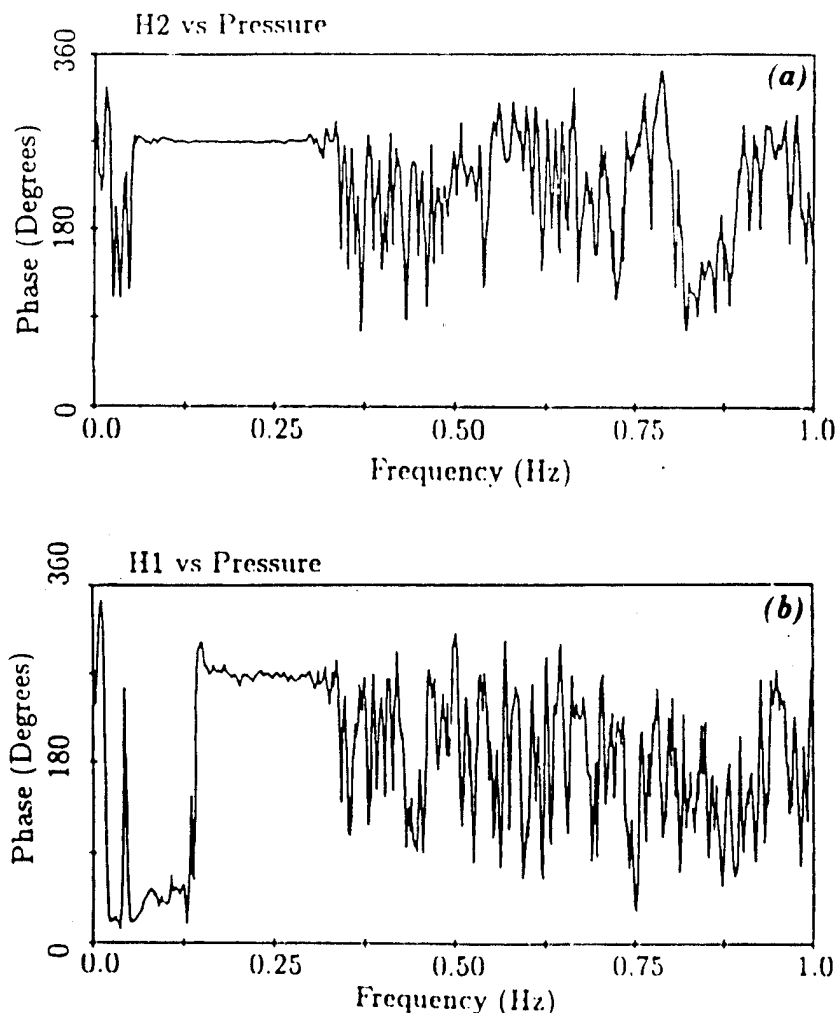 H2 vs Pressure
(a)
360
180
0
Phase (Degrees)
0.0 0.25 0.50 0.75 1.0
Frequency (Hz)
H1 vs Pressure
(b)
360
180
0
Phase (Degrees)
0.0 0.25 0.50 0.75 1.0
Frequency (Hz)